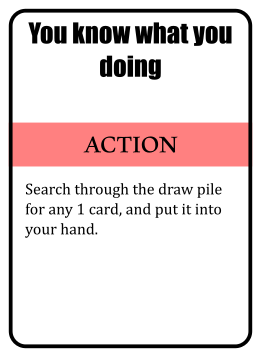 You know what you
doing
ACTION
Search through the draw pile
for any 1 card, and put it into
your hand.